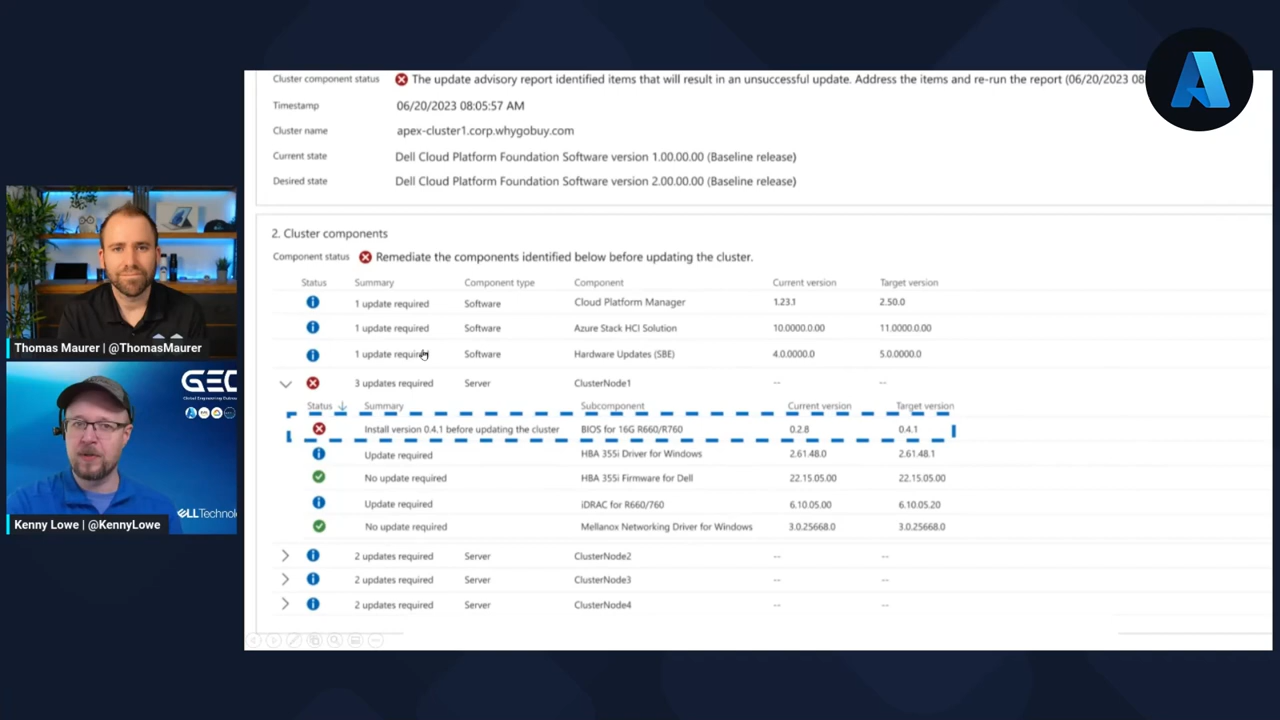 Cluster component status The update advisory report identified items that will result in an unsuccessful update. Address the items and re-run the report (06/20/2023 08
Timestamp 06/20/2023 08:05:57 AM
Cluster name apex-cluster1.corp.whygobuy.com
Current state Dell Cloud Platform Foundation Software version 1.00.00.00 (Baseline release)
Desired state Dell Cloud Platform Foundation Software version 2.00.00.00 (Baseline release)
2. Cluster components
Component status Remediate the components identified below before updating the cluster.
Status Summary Component type Component Current version Target version
1 update required Software Cloud Platform Manager 1.23.1 2.50.0
1 update required Software Azure Stack HCI Solution 10.0000.0.00 11.0000.0.00
1 update required Software Hardware Updates (SBE) 4.0.0000.0 5.0.0000.0
3 updates required Server ClusterNode1 -- --
Status Summary Subcomponent Current version Target version
Install version 0.4.1 before updating the cluster BIOS for 16G R660/R760 0.2.8 0.4.1
Update required HBA 355i Driver for Windows 2.61.48.0 2.61.48.1
No update required HBA 355i Firmware for Dell 22.15.05.00 22.15.05.00
Update required iDRAC for R660/760 6.10.05.00 6.10.05.20
No update required Mellanox Networking Driver for Windows 3.0.25668.0 3.0.25668.0
2 updates required Server ClusterNode2 -- --
2 updates required Server ClusterNode3 -- --
2 updates required Server ClusterNode4 -- --
Thomas Maurer | @ThomasMaurer
GEO
Kenny Lowe | @KennyLowe